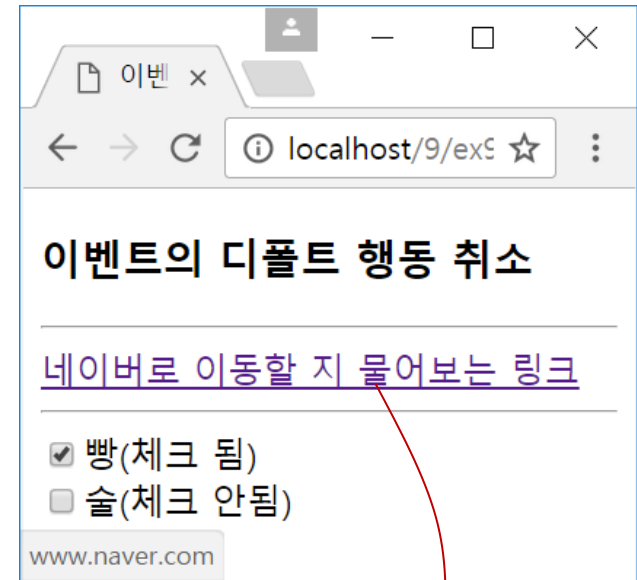 이벤
localhost/9/ex9
이벤트의 디폴트 행동 취소
네이버로 이동할 지 물어보는 링크
빵(체크 됨)
술(체크 안됨)
www.naver.com